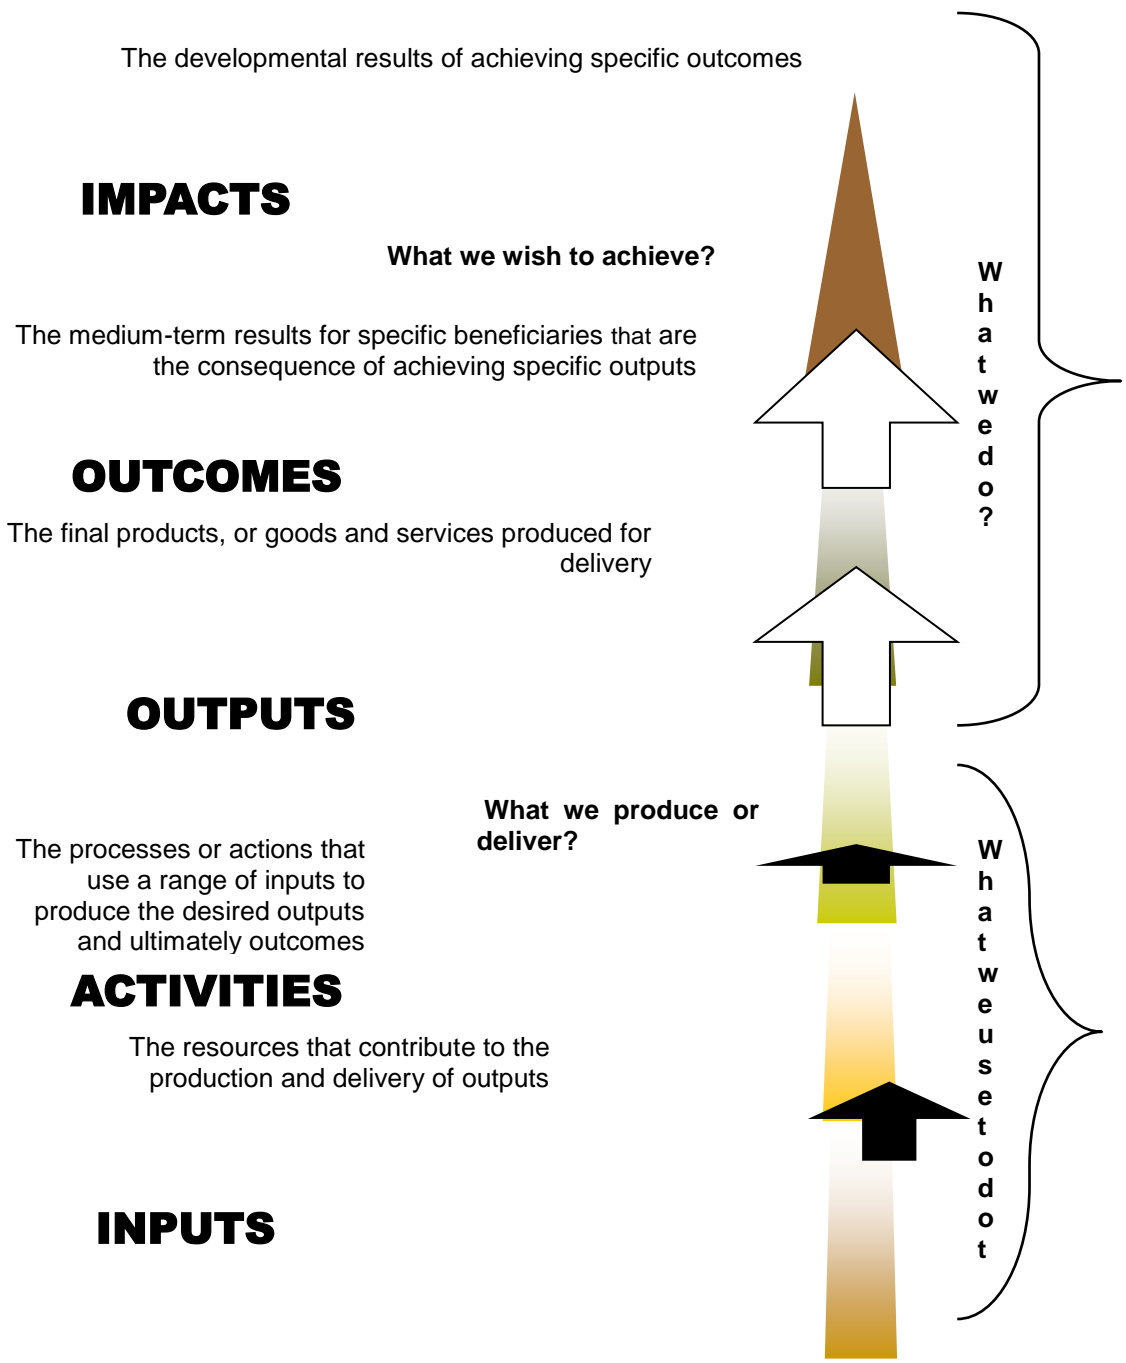 The developmental results of achieving specific outcomes
IMPACTS
What we wish to achieve?
The medium-term results for specific beneficiaries that are
the consequence of achieving specific outputs
OUTCOMES
The final products, or goods and services produced for
delivery
OUTPUTS
What we produce or
deliver?
The processes or actions that
use a range of inputs to
produce the desired outputs
and ultimately outcomes
ACTIVITIES
The resources that contribute to the
production and delivery of outputs
INPUTS
W
h
a
t
w
e
d
o
?
W
h
a
t
w
e
u
s
e
t
o
d
o
t